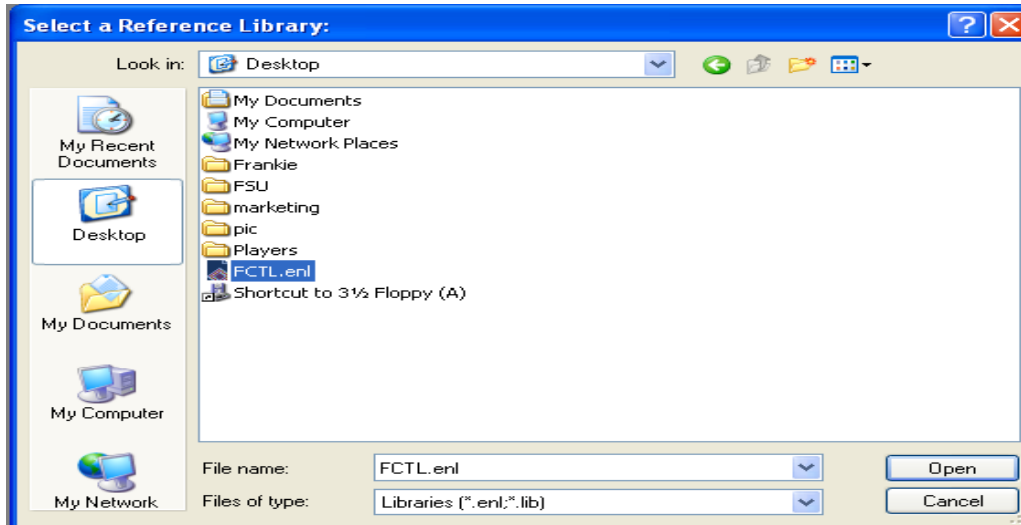 Select a Reference Library:
Look in: Desktop
My Recent
Documents
Desktop
My Documents
My Computer
My Network
My Documents
My Computer
My Network Places
Frankie
FSU
marketing
pic
Players
FCTL.enl
Shortcut to 3½ Floppy (A)
File name: FCTL.enl Open
Files of type: Libraries (*.enl;*.lib) Cancel